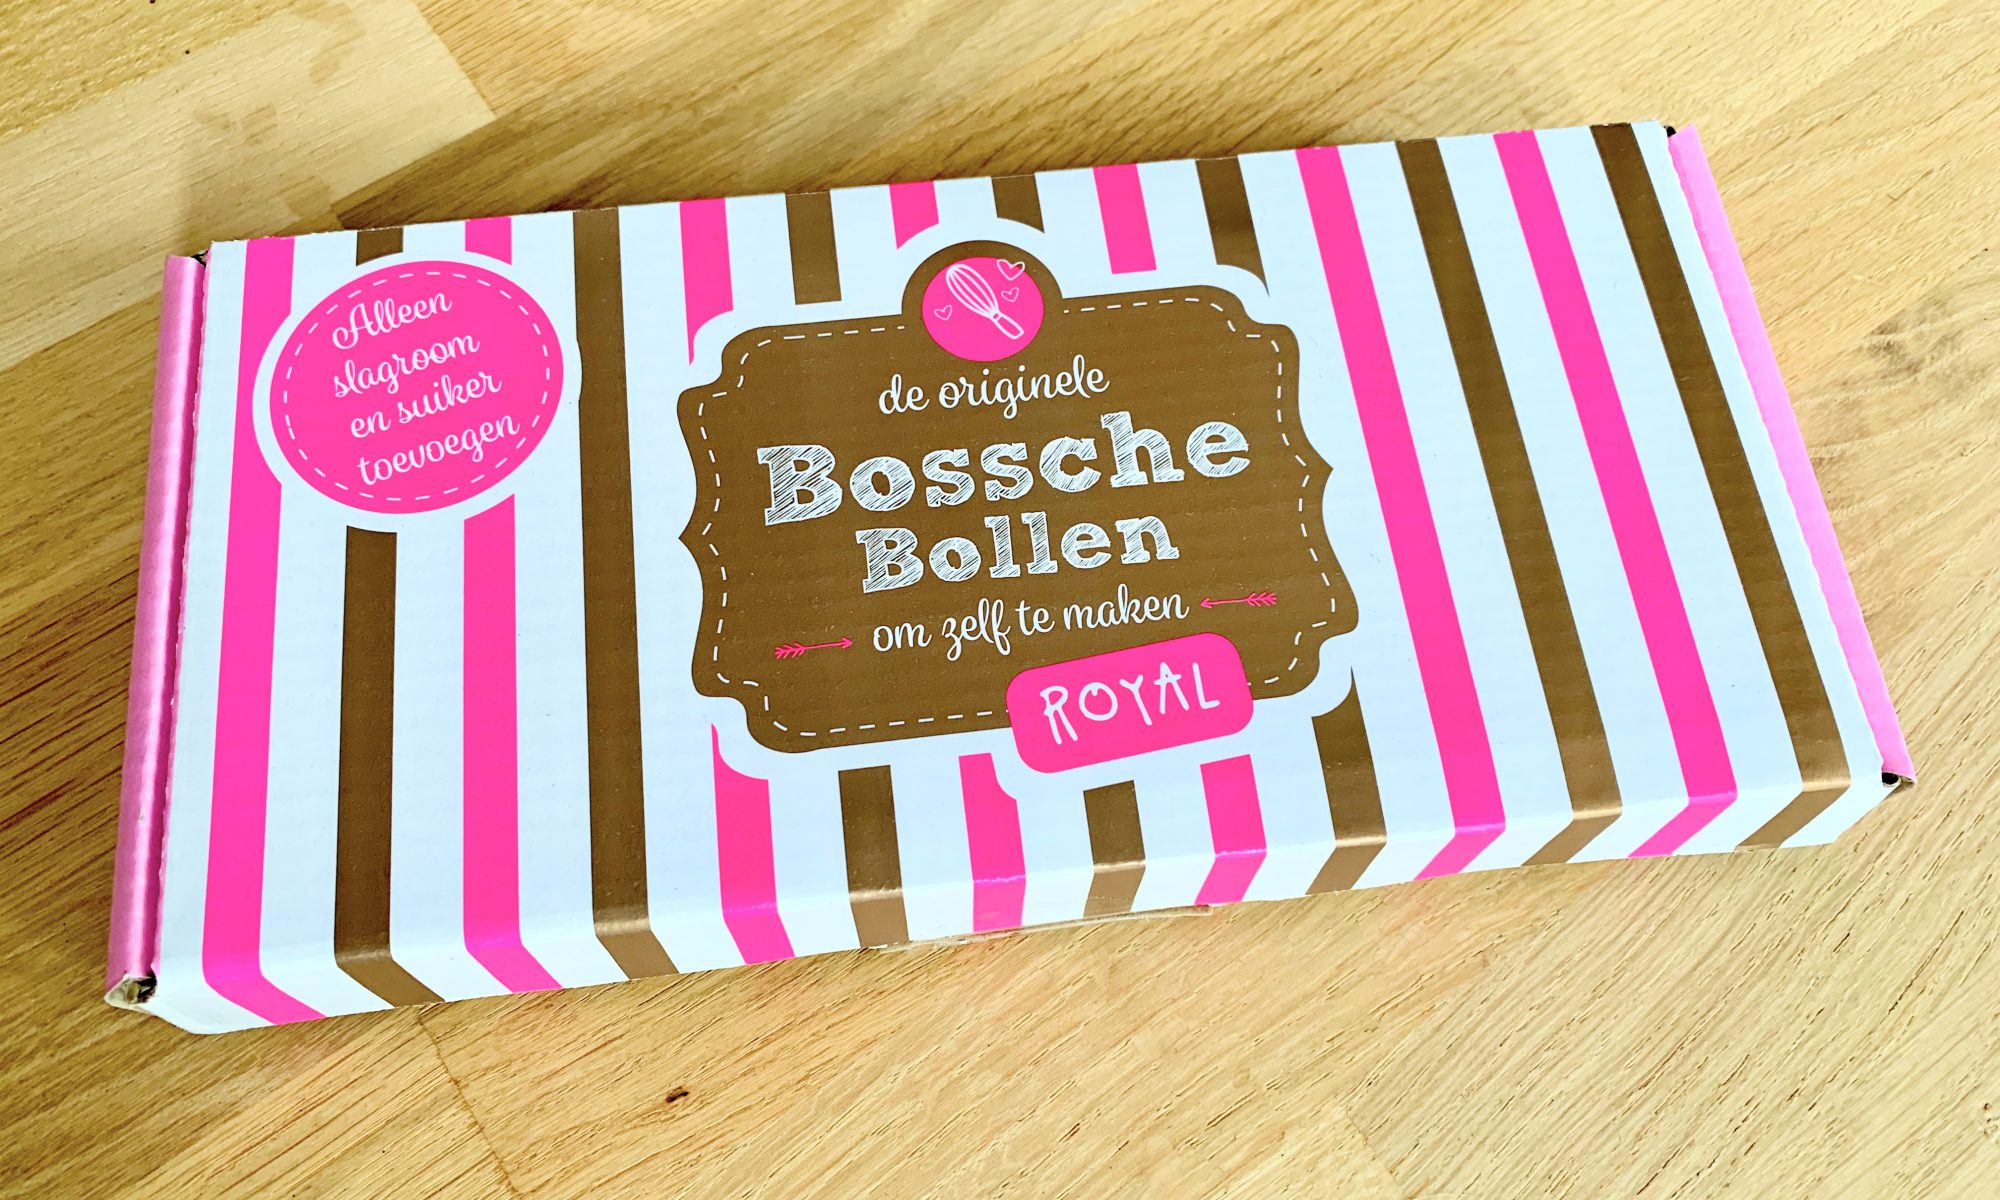 Alleen
slagroom
en suiker
toevoegen
de originele
Bossche
Bollen
om zelf te maken
ROYAL